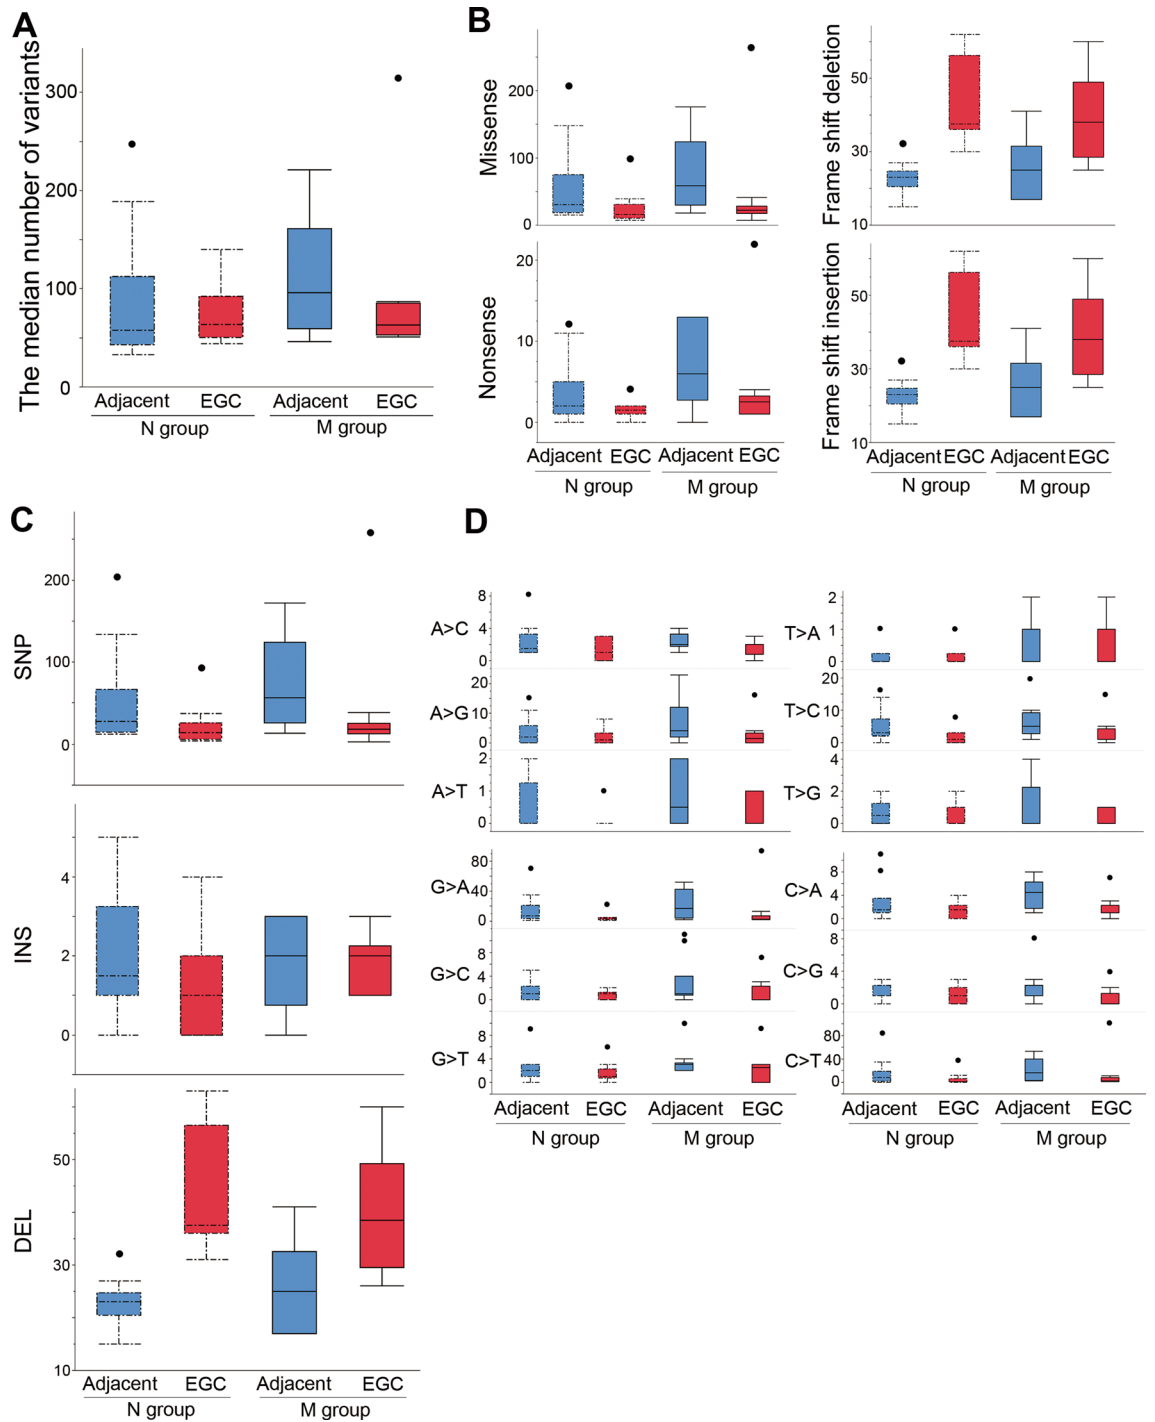 A
The median number of variants
300
200
100
0
Adjacent EGC Adjacent EGC
N group M group
B
Missense
200
100
0
Nonsense
20
10
0
Adjacent EGC Adjacent EGC
N group M group
Frame shift deletion
50
30
10
Frame shift insertion
50
30
10
Adjacent EGC Adjacent EGC
N group M group
C
SNP
200
100
0
INS
4
2
0
DEL
50
30
10
Adjacent EGC Adjacent EGC
N group M group
D
A>C
8
4
0
A>G
20
10
0
A>T
2
1
0
G>A
80
40
0
G>C
8
4
0
G>T
8
4
0
Adjacent EGC Adjacent EGC
N group M group
T>A
2
1
0
T>C
20
10
0
T>G
4
2
0
C>A
8
4
0
C>G
8
4
0
C>T
80
40
0
Adjacent EGC Adjacent EGC
N group M group